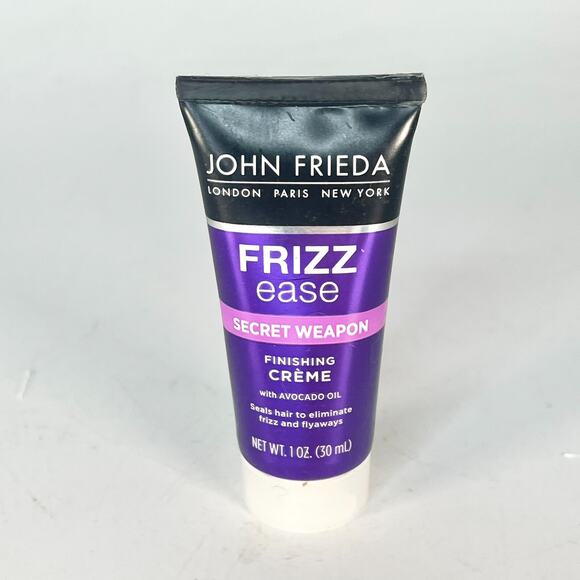 JOHN FRIEDA
LONDON PARIS NEW YORK
FRIZZ
ease
SECRET WEAPON
FINISHING
CRÈME
with AVOCADO OIL
Seals hair to eliminate
frizz and flyaways
NET WT. 1 OZ. (30 mL)